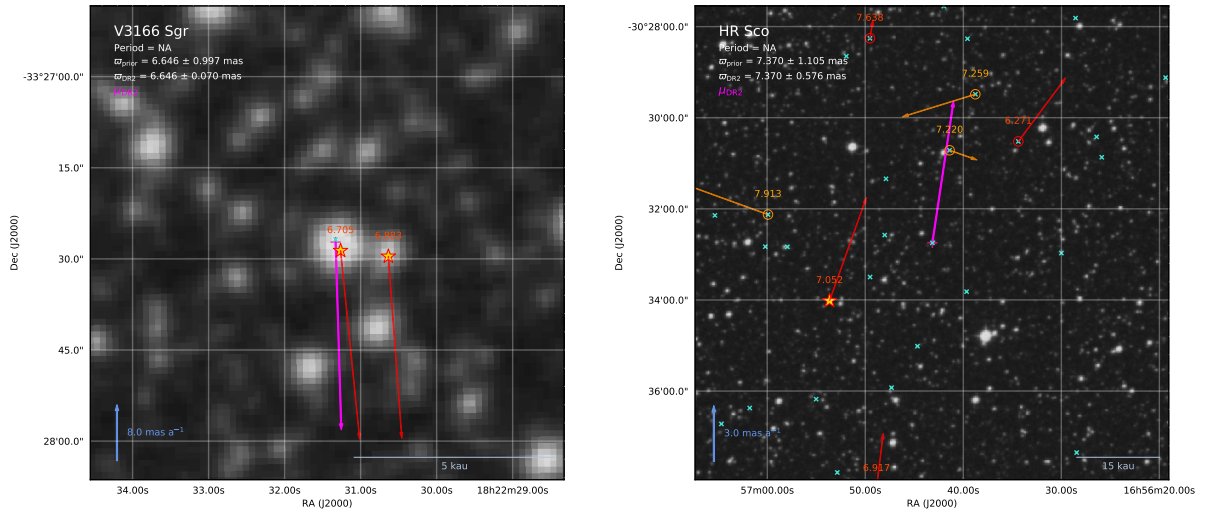 V3166 Sgr
Period = NA
ϖprior = 6.646 ± 0.997 mas
ϖDR2 = 6.646 ± 0.070 mas
μDR2
6.705
8.0 mas a⁻¹
5 kau
-33°27'00.0"
15.0"
30.0"
45.0"
28'00.0"
Dec (J2000)
34.00s
33.00s
32.00s
31.00s
30.00s
18h22m29.00s
RA (J2000)
HR Sco
Period = NA
ϖprior = 7.370 ± 1.105 mas
ϖDR2 = 7.370 ± 0.576 mas
μDR2
7.638
7.259
6.271
7.220
7.913
7.052
6.917
3.0 mas a⁻¹
15 kau
-30°28'00.0"
30'00.0"
32'00.0"
34'00.0"
36'00.0"
Dec (J2000)
57m00.00s
50.00s
40.00s
30.00s
16h56m20.00s
RA (J2000)